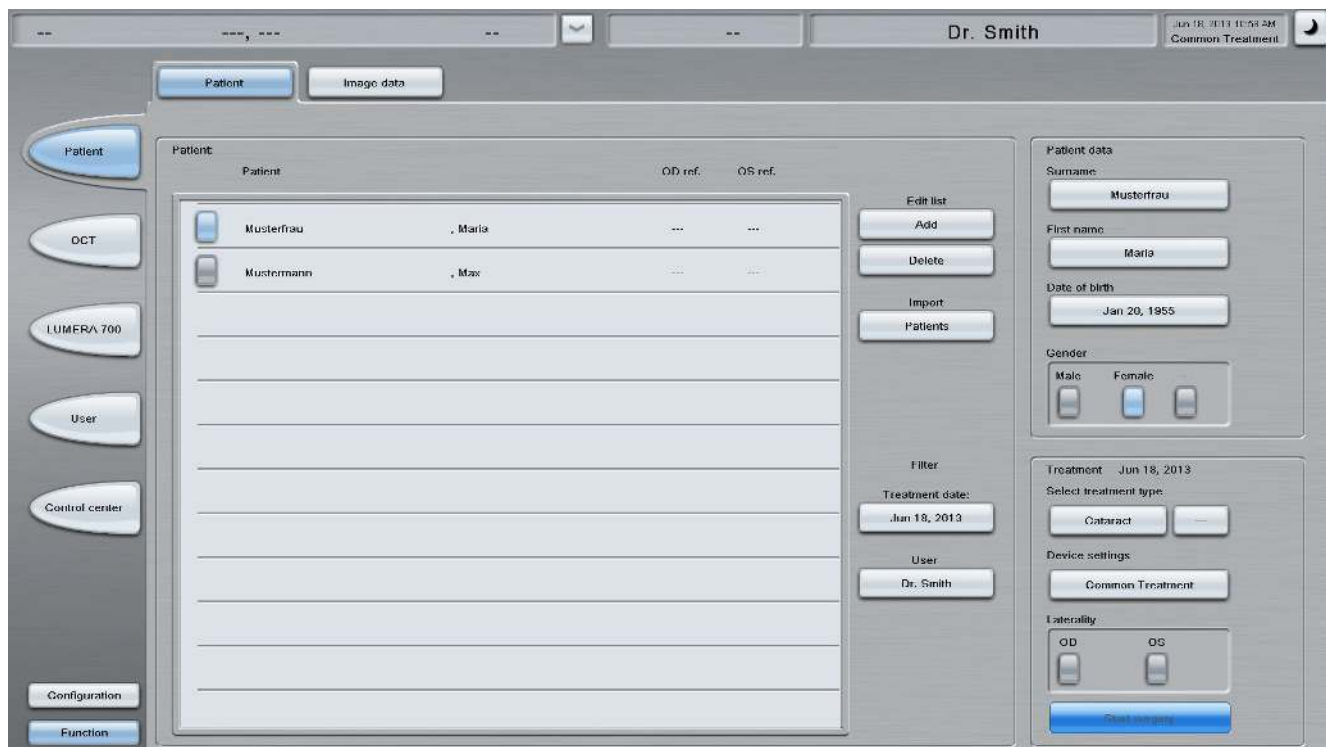 -- ---, --- -- -- Dr. Smith Jun 18, 2013 10:53 AM
Common Treatment
Patient Image data
Patient
OCT
LUMERA 700
User
Control center
Configuration
Function
Patient
Patient OD ref. OS ref.
Musterfrau , Maria --- ---
Mustermann , Max --- ---
Edit list
Add
Delete
Import
Patients
Filter
Treatment date:
Jun 18, 2013
User
Dr. Smith
Patient data
Surname
Musterfrau
First name
Maria
Date of birth
Jan 20, 1955
Gender
Male Female
Treatment Jun 18, 2013
Select treatment type
Cataract ---
Device settings
Common Treatment
Laterality
OD OS
Start surgery